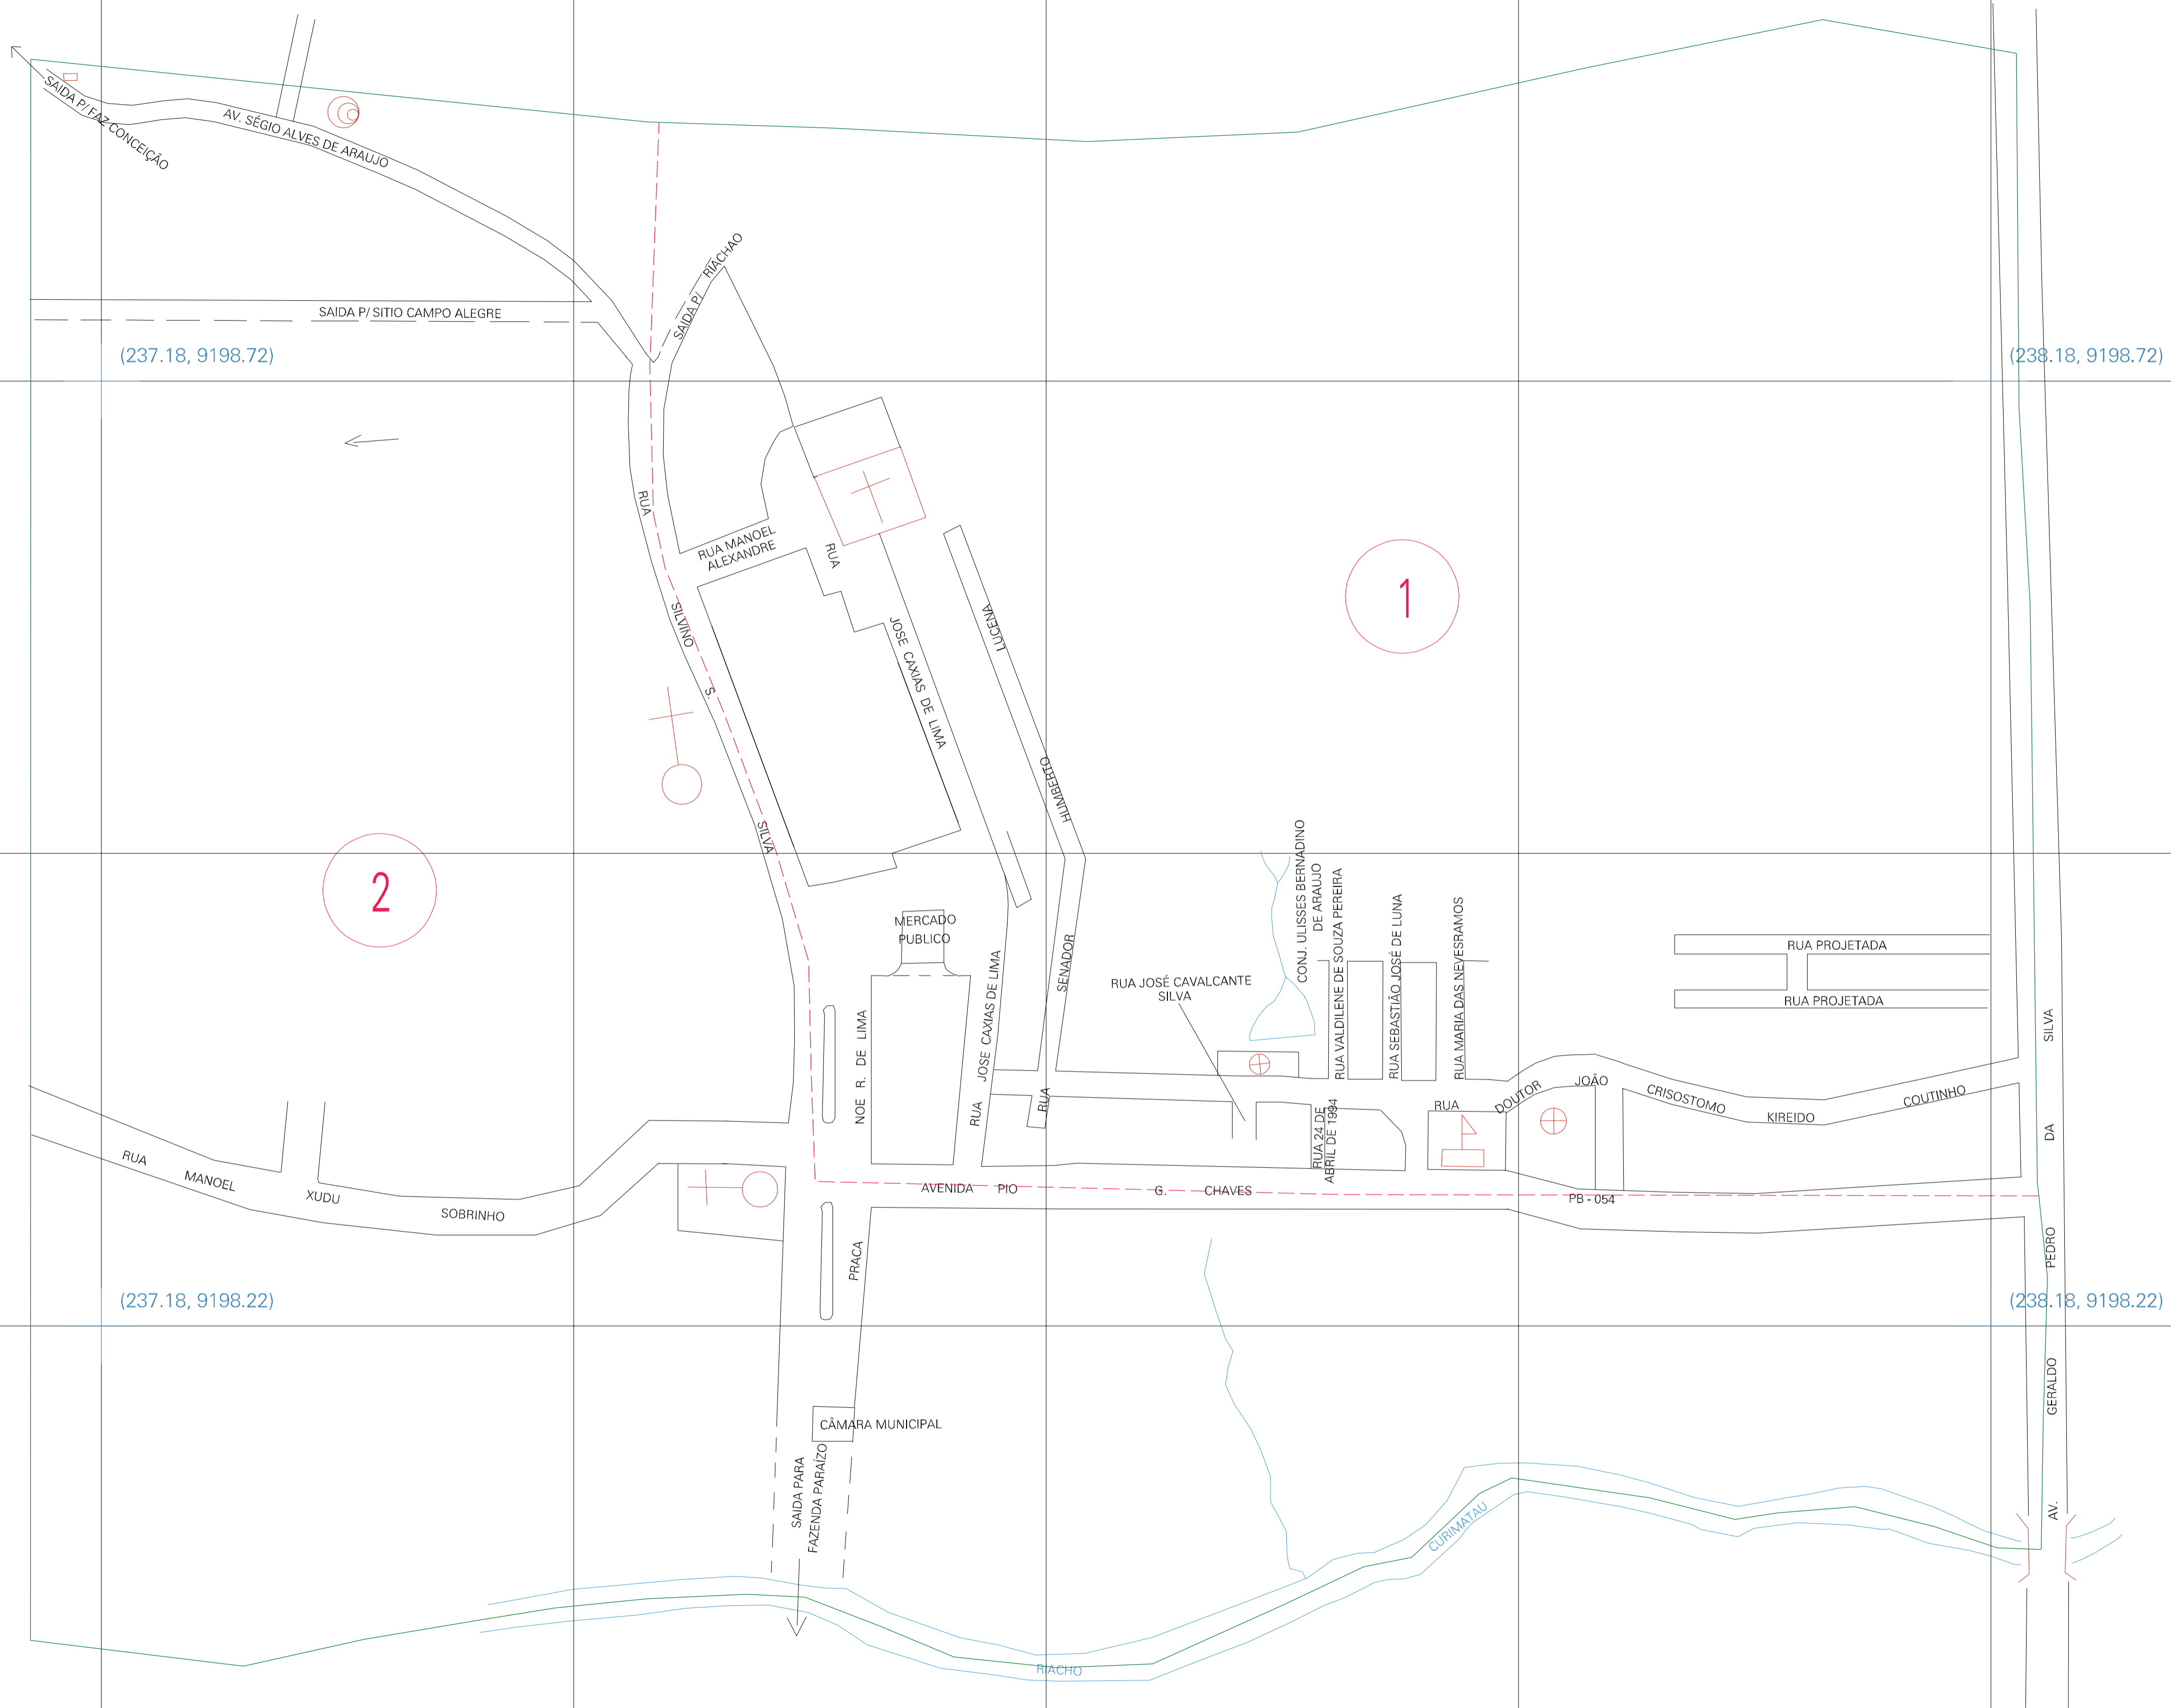 SAIDA P/ FAZ CONCEIÇÃO
AV. SÉGIO ALVES DE ARAUJO
SAIDA P/ RIACHAO
SAIDA P/ SITIO CAMPO ALEGRE
(237.18, 9198.72)
(238.18, 9198.72)
RUA SILVINO S. SILVA
RUA MANOEL
ALEXANDRE
RUA JOSE CAXIAS DE LIMA
1
2
RUA SENADOR HUMBERTO LUCENA
MERCADO
PUBLICO
NOE R. DE LIMA
RUA JOSE CAXIAS DE LIMA
RUA JOSÉ CAVALCANTE
SILVA
CONJ. ULISSES BERNADINO
DE ARAUJO
RUA VALDILENE DE SOUZA PEREIRA
RUA SEBASTIÃO JOSÉ DE LUNA
RUA MARIA DAS NEVESRAMOS
RUA PROJETADA
RUA PROJETADA
RUA DOUTOR JOÃO CRISOSTOMO KIREIDO COUTINHO
RUA 24 DE
ABRIL DE 1994
RUA MANOEL XUDU SOBRINHO
AVENIDA PIO G. CHAVES
PB - 054
PRACA
AV. GERALDO PEDRO DA SILVA
(237.18, 9198.22)
(238.18, 9198.22)
CÂMARA MUNICIPAL
SAIDA PARA
FAZENDA PARAÍZO
RIACHO CURIMATAU